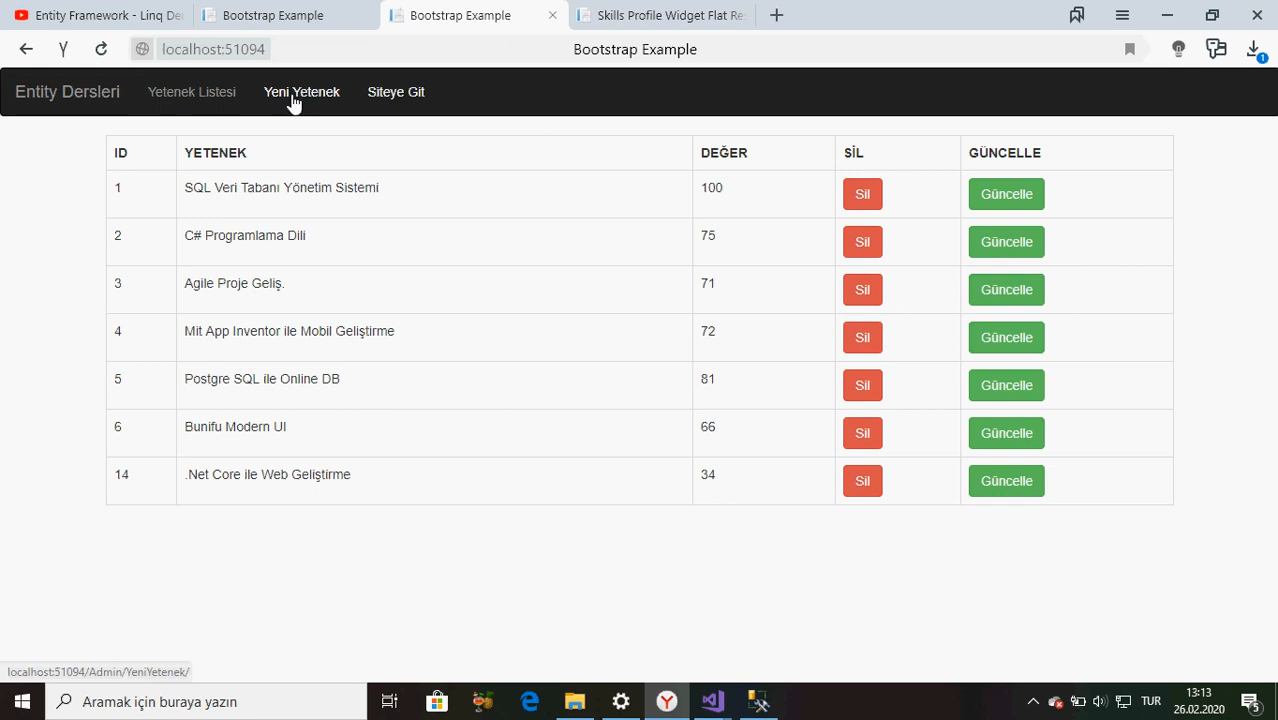 Entity Framework - Linq De
Bootstrap Example
Bootstrap Example
Skills Profile Widget Flat Re
localhost:51094
Bootstrap Example
1
Entity Dersleri
Yetenek Listesi
Yeni Yetenek
Siteye Git
ID YETENEK DEĞER SİL GÜNCELLE
1 SQL Veri Tabanı Yönetim Sistemi 100 Sil Güncelle
2 C# Programlama Dili 75 Sil Güncelle
3 Agile Proje Geliş. 71 Sil Güncelle
4 Mit App Inventor ile Mobil Geliştirme 72 Sil Güncelle
5 Postgre SQL ile Online DB 81 Sil Güncelle
6 Bunifu Modern UI 66 Sil Güncelle
14 .Net Core ile Web Geliştirme 34 Sil Güncelle
localhost:51094/Admin/YeniYetenek/
Aramak için buraya yazın
TUR
13:13
26.02.2020
5